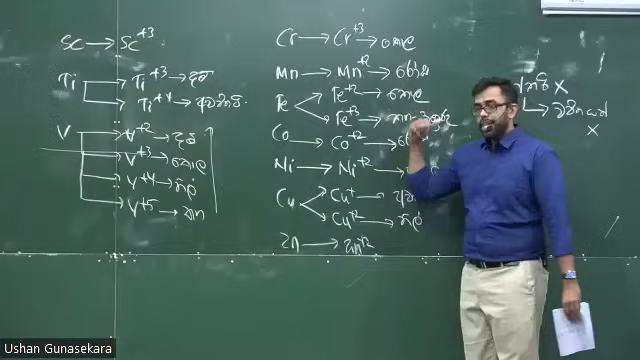 Sc → Sc+3
Ti → Ti+3 → දම්
→ Ti+4 → අවර්ණ
V → V+2 → දම්
→ V+3 → කොල
→ V+4 → නිල්
→ V+5 → කහ
Cr → Cr+3 → කොල
Mn → Mn+2 → රෝස
Fe → Fe+2 → කොල
→ Fe+3 → කහ
Co → Co+2 →
Ni → Ni+2 →
Cu → Cu+ →
→ Cu+2 → නිල්
Zn → Zn+2
X
X
Ushan Gunasekara